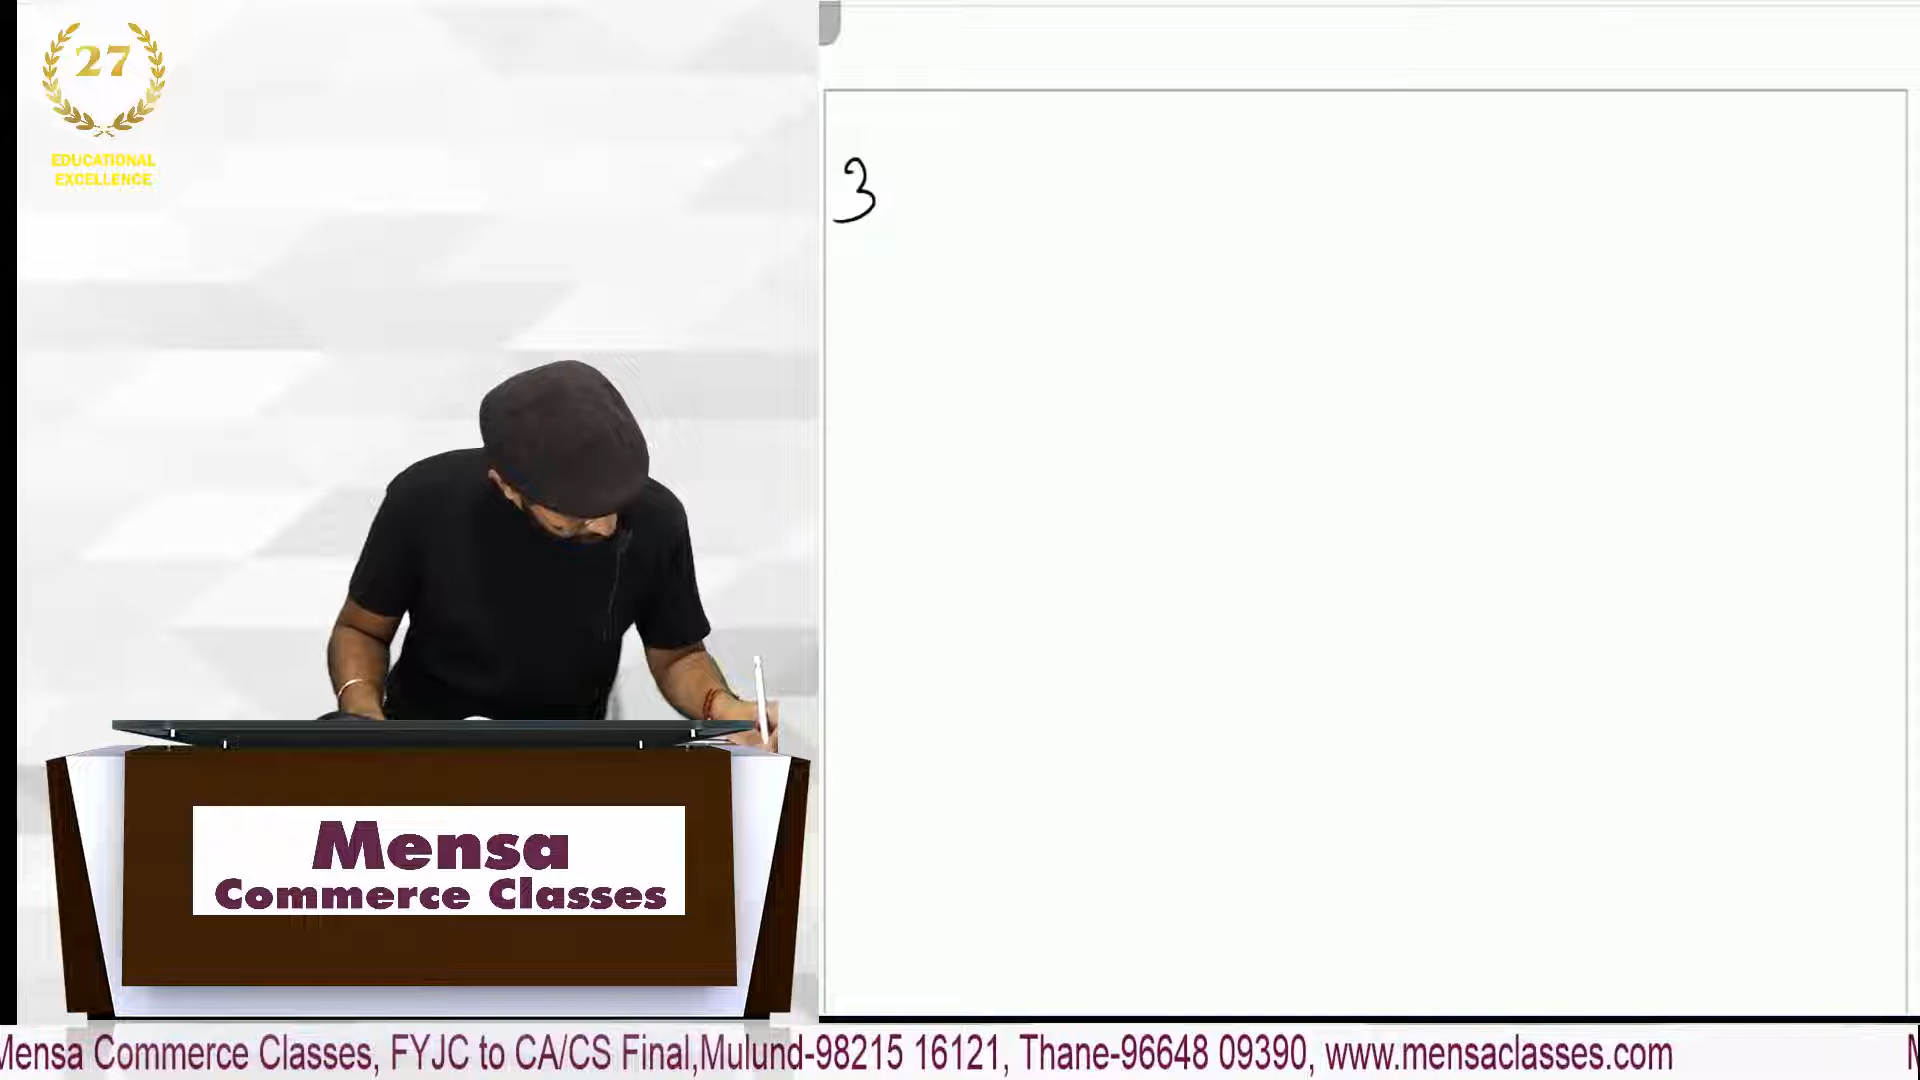 27
EDUCATIONAL
EXCELLENCE
3
Mensa
Commerce Classes
Mensa Commerce Classes, FYJC to CA/CS Final,Mulund-98215 16121, Thane-96648 09390, www.mensaclasses.com